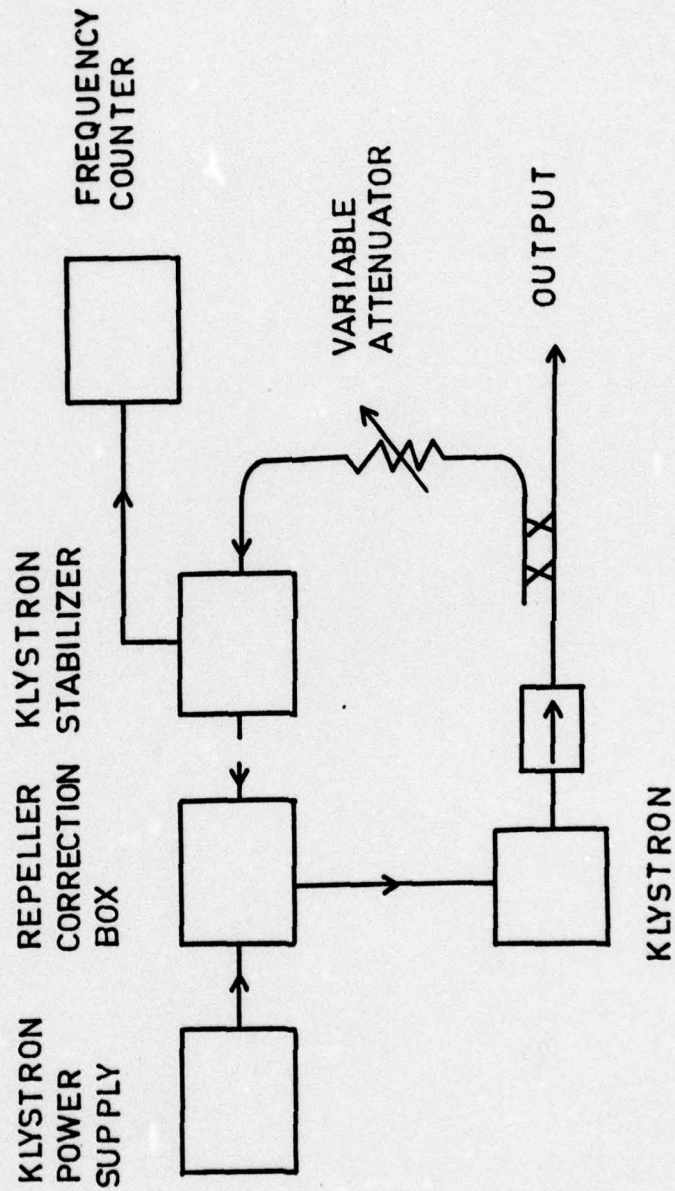 KLYSTRON
POWER
SUPPLY
REPELLER
CORRECTION
BOX
KLYSTRON
STABILIZER
FREQUENCY
COUNTER
VARIABLE
ATTENUATOR
OUTPUT
KLYSTRON